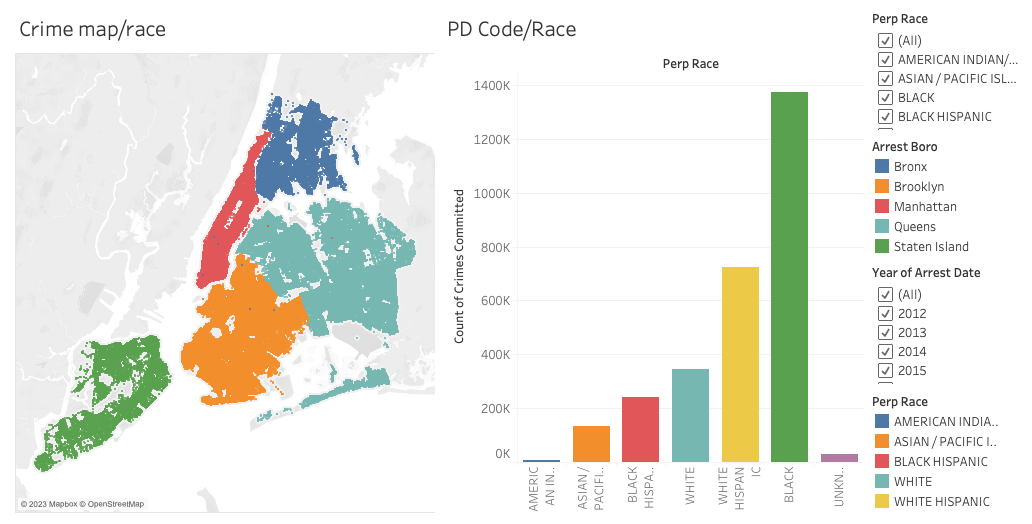 Crime map/race
© 2023 Mapbox © OpenStreetMap
PD Code/Race
Perp Race
Count of Crimes Committed
1400K
1200K
1000K
800K
600K
400K
200K
0K
AMERIC
AN IN..
ASIAN /
PACIFI..
BLACK
HISPA..
WHITE
WHITE
HISPAN
IC
BLACK
UNKN..
Perp Race
(All)
AMERICAN INDIAN/...
ASIAN / PACIFIC ISL...
BLACK
BLACK HISPANIC
Arrest Boro
Bronx
Brooklyn
Manhattan
Queens
Staten Island
Year of Arrest Date
(All)
2012
2013
2014
2015
Perp Race
AMERICAN INDIA..
ASIAN / PACIFIC I..
BLACK HISPANIC
WHITE
WHITE HISPANIC